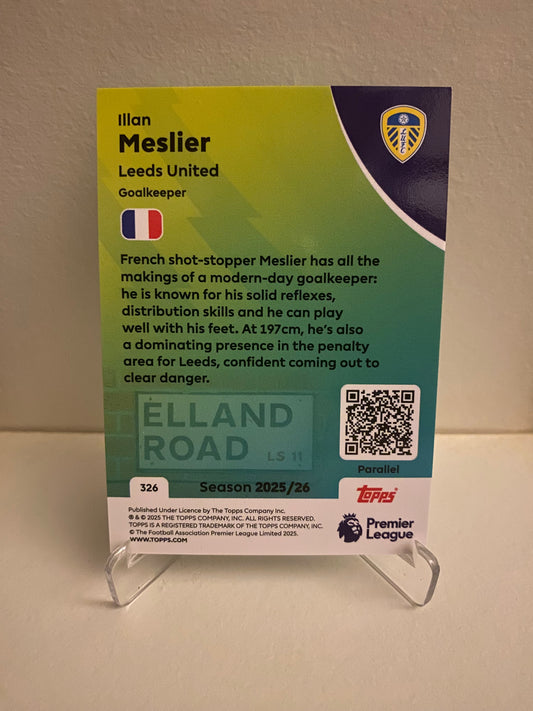 Illan
Meslier
Leeds United
Goalkeeper
LUFC
French shot-stopper Meslier has all the
makings of a modern-day goalkeeper:
he is known for his solid reflexes,
distribution skills and he can play
well with his feet. At 197cm, he's also
a dominating presence in the penalty
area for Leeds, confident coming out to
clear danger.
ELLAND
ROAD LS 11
Parallel
326
Season 2025/26
Topps
Published Under Licence by The Topps Company Inc.
® & © 2025 THE TOPPS COMPANY, INC. ALL RIGHTS RESERVED.
TOPPS IS A REGISTERED TRADEMARK OF THE TOPPS COMPANY, INC.
© The Football Association Premier League Limited 2025.
WWW.TOPPS.COM
Premier
League